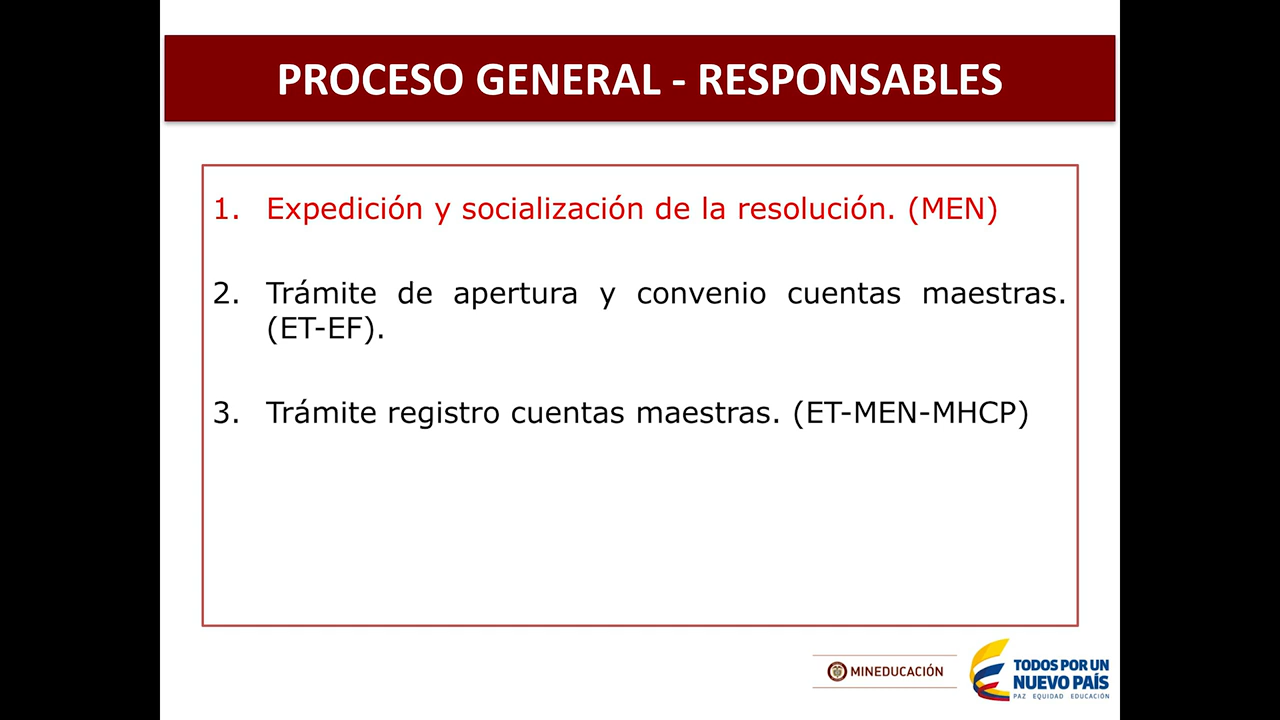 PROCESO GENERAL - RESPONSABLES
1. Expedición y socialización de la resolución. (MEN)
2. Trámite de apertura y convenio cuentas maestras.
(ET-EF).
3. Trámite registro cuentas maestras. (ET-MEN-MHCP)
MINEDUCACIÓN
TODOS POR UN
NUEVO PAÍS
PAZ EQUIDAD EDUCACIÓN